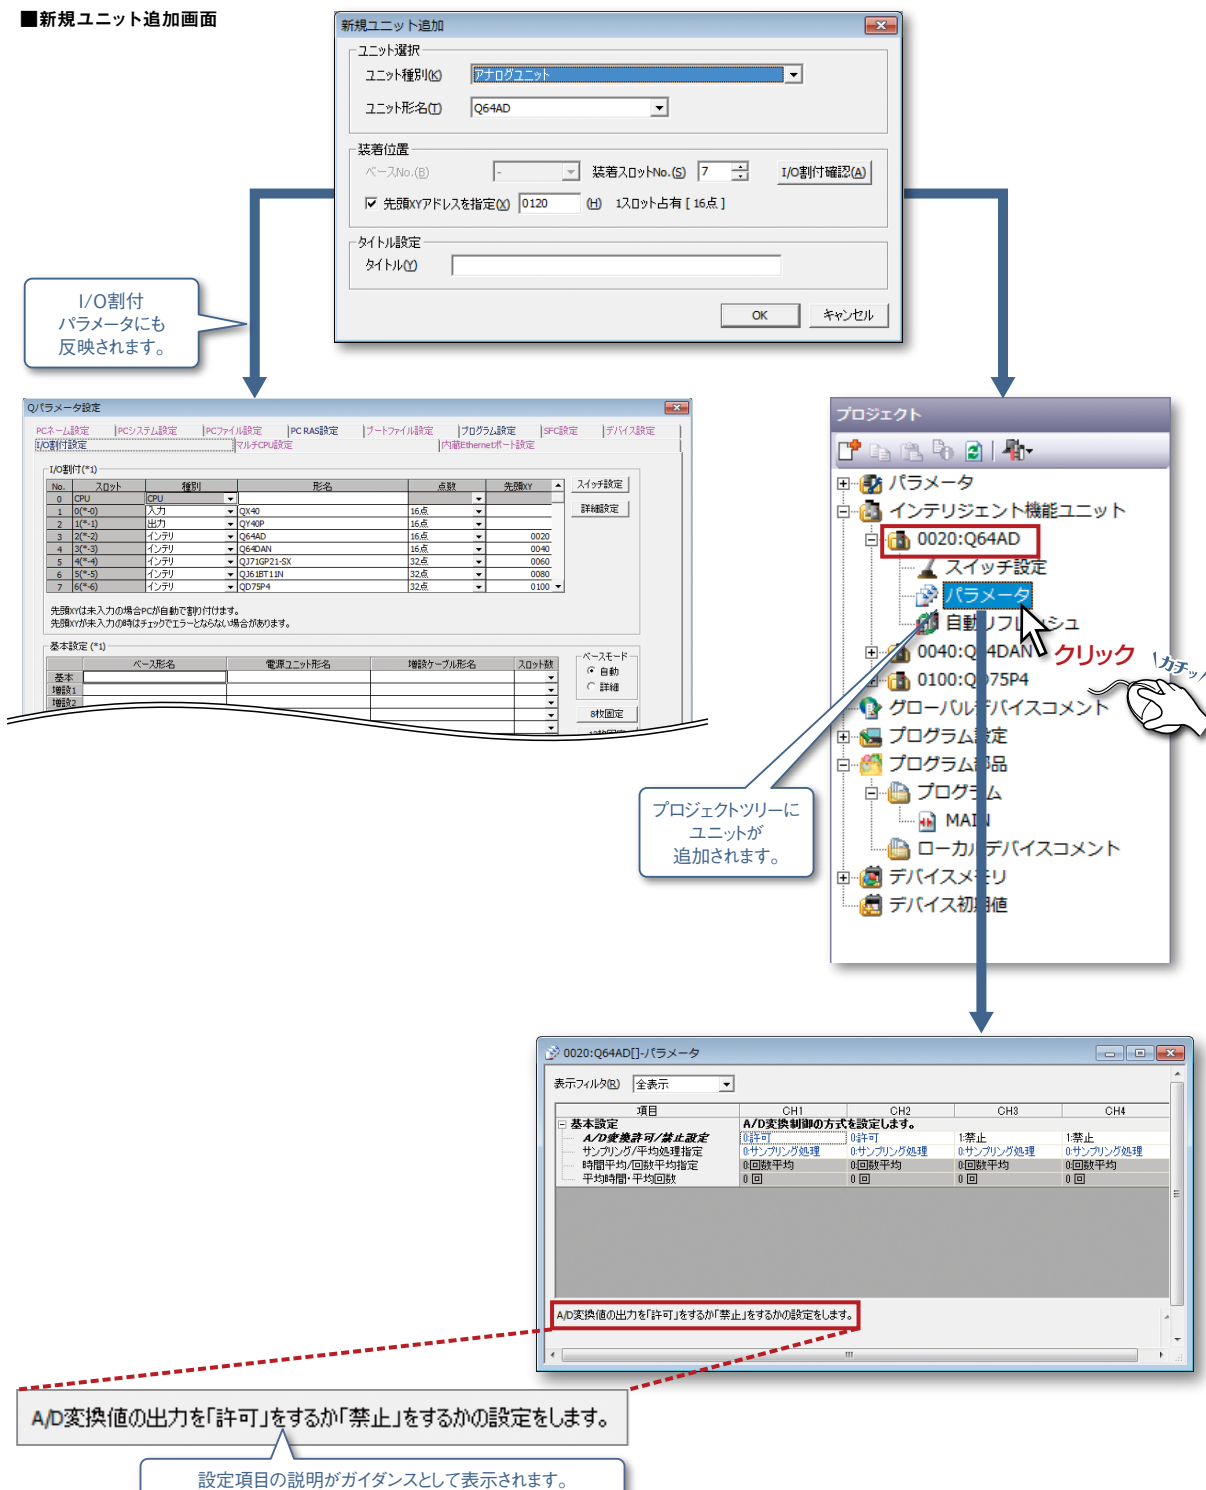 ■新規ユニット追加画面
新規ユニット追加
ユニット選択
ユニット種別(K) アナログユニット
ユニット形名(T) Q64AD
装着位置
ベースNo.(B) - 装着スロットNo.(S) 7 I/O割付確認(A)
先頭XYアドレスを指定(X) 0120 (H) 1スロット占有 [ 16点 ]
タイトル設定
タイトル(Y)
OK キャンセル
I/O割付
パラメータにも
反映されます。
Qパラメータ設定
PCネーム設定 PCシステム設定 PCファイル設定 PC RAS設定 ブートファイル設定 プログラム設定 SFC設定 デバイス設定
I/O割付設定 マルチCPU設定 内蔵Ethernetポート設定
I/O割付(*1)
No. スロット 種別 形名 点数 先頭XY スイッチ設定
0 CPU CPU
1 0(*-0) 入力 QX40 16点 詳細設定
2 1(*-1) 出力 QY40P 16点
3 2(*-2) インテリ Q64AD 16点 0020
4 3(*-3) インテリ Q64DAN 16点 0040
5 4(*-4) インテリ QJ71GP21-SX 32点 0060
6 5(*-5) インテリ QJ61BT11N 32点 0080
7 6(*-6) インテリ QD75P4 32点 0100
先頭XYは未入力の場合PCが自動で割り付けます。
先頭XYが未入力の時はチェックでエラーとならない場合があります。
基本設定 (*1)
ベース形名 電源ユニット形名 増設ケーブル形名 スロット数
基本
増設1
増設2
ベースモード
自動
詳細
8枚固定
プロジェクト
パラメータ
インテリジェント機能ユニット
0020:Q64AD
スイッチ設定
パラメータ
自動リフレッシュ
0040:Q64DAN
0100:QD75P4
グローバルデバイスコメント
プログラム設定
プログラム部品
プログラム
MAIN
ローカルデバイスコメント
デバイスメモリ
デバイス初期値
クリック
カチッ
プロジェクトツリーに
ユニットが
追加されます。
0020:Q64AD[]-パラメータ
表示フィルタ(R) 全表示
項目 CH1 CH2 CH3 CH4
基本設定 A/D変換制御の方式を設定します。
A/D変換許可/禁止設定 0:許可 0:許可 1:禁止 1:禁止
サンプリング/平均処理指定 0:サンプリング処理 0:サンプリング処理 0:サンプリング処理 0:サンプリング処理
時間平均/回数平均指定 0:回数平均 0:回数平均 0:回数平均 0:回数平均
平均時間・平均回数 0 回 0 回 0 回 0 回
A/D変換値の出力を「許可」をするか「禁止」をするかの設定をします。
A/D変換値の出力を「許可」をするか「禁止」をするかの設定をします。
設定項目の説明がガイダンスとして表示されます。